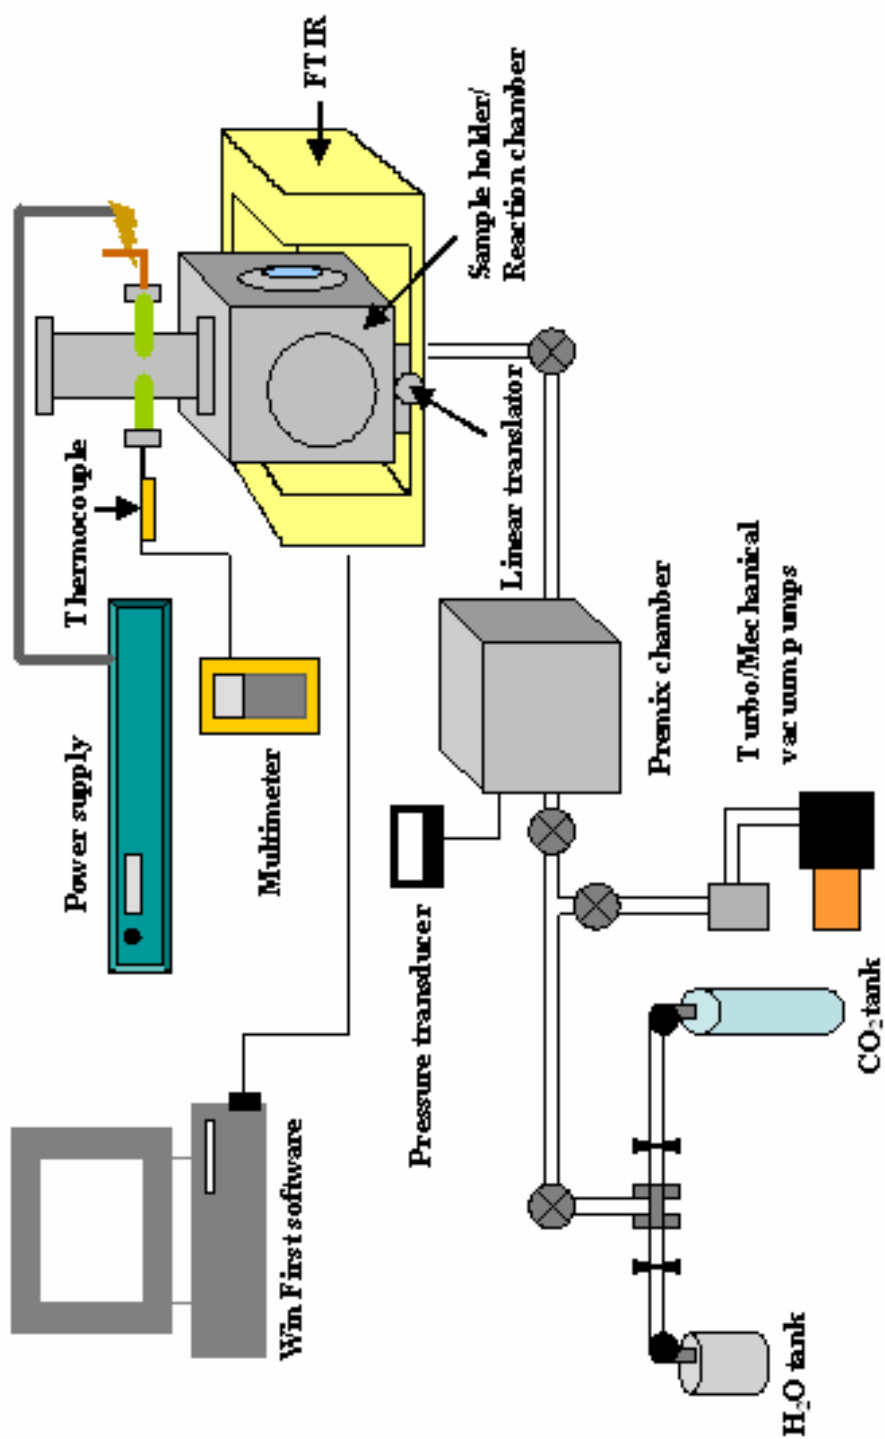 FTIR
Sample holder/
Reaction chamber
Thermocouple
Linear translator
Power supply
Multimeter
Premix chamber
Turbo/Mechanical
vacuum pumps
Pressure transducer
Win First software
CO₂ tank
H₂O tank